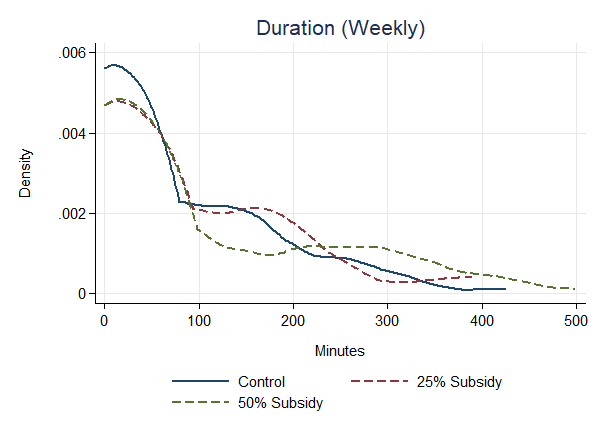 Duration (Weekly)
.006
.004
.002
0
Density
0 100 200 300 400 500
Minutes
Control 25% Subsidy
50% Subsidy